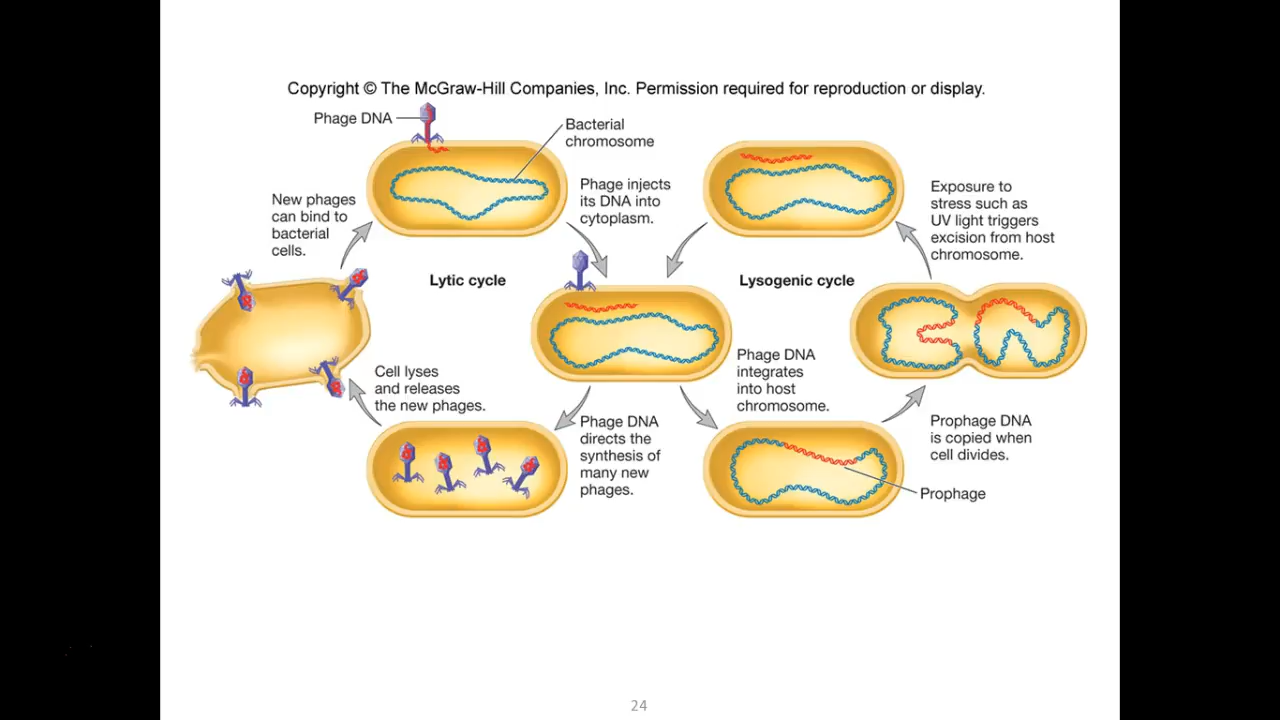 Copyright © The McGraw-Hill Companies, Inc. Permission required for reproduction or display.
Phage DNA
Bacterial
chromosome
Phage injects
its DNA into
cytoplasm.
New phages
can bind to
bacterial
cells.
Exposure to
stress such as
UV light triggers
excision from host
chromosome.
Lytic cycle
Lysogenic cycle
Cell lyses
and releases
the new phages.
Phage DNA
directs the
synthesis of
many new
phages.
Phage DNA
integrates
into host
chromosome.
Prophage DNA
is copied when
cell divides.
Prophage
24